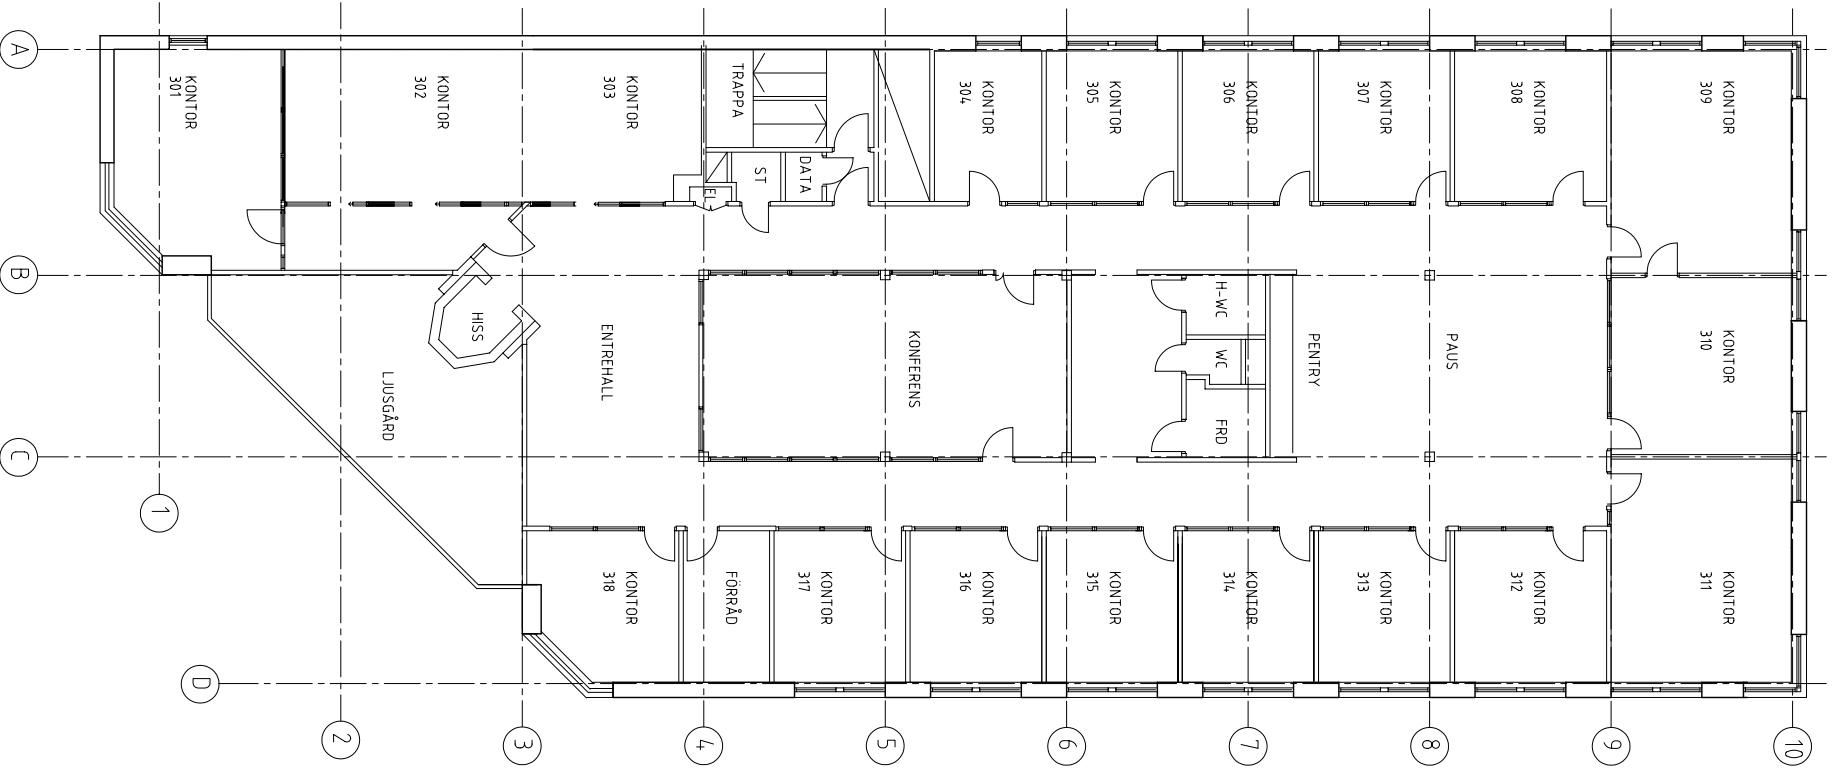 A
B
C
D
1
2
3
4
5
6
7
8
9
10
KONTOR
301
KONTOR
302
KONTOR
303
TRAPPA
ST
DATA
EL
KONTOR
304
KONTOR
305
KONTOR
306
KONTOR
307
KONTOR
308
KONTOR
309
HISS
LJUSGÅRD
ENTREHALL
KONFERENS
H-WC
WC
FRD
PENTRY
PAUS
KONTOR
310
KONTOR
318
FÖRRÅD
KONTOR
317
KONTOR
316
KONTOR
315
KONTOR
314
KONTOR
313
KONTOR
312
KONTOR
311